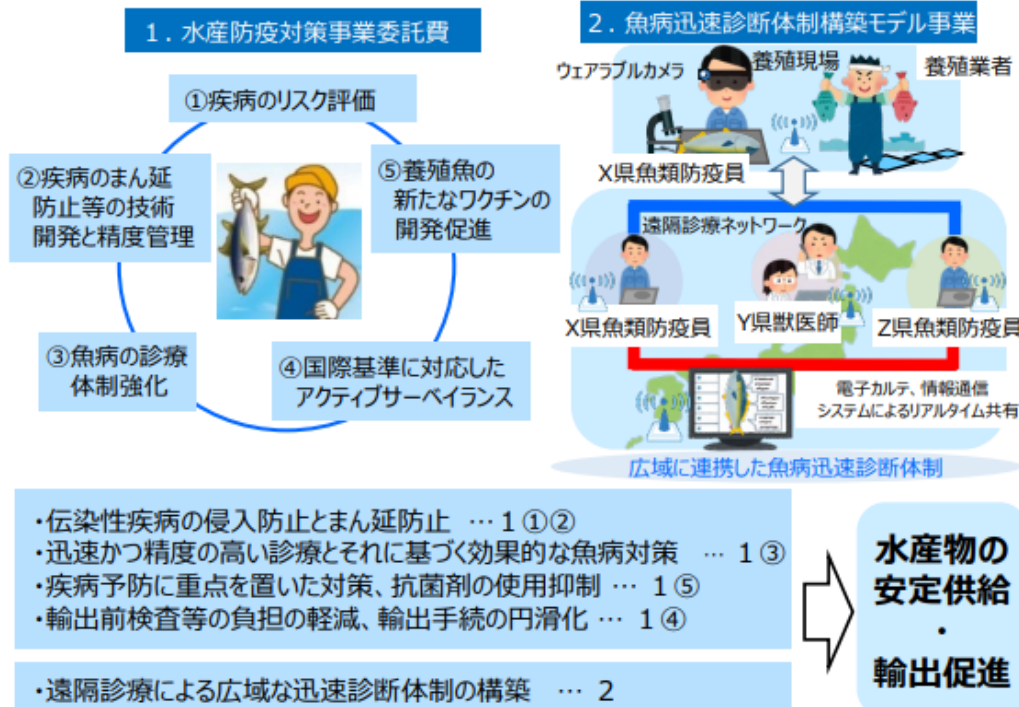 1．水産防疫対策事業委託費
①疾病のリスク評価
②疾病のまん延
防止等の技術
開発と精度管理
③魚病の診療
体制強化
④国際基準に対応した
アクティブサーベイランス
⑤養殖魚の
新たなワクチンの
開発促進
2．魚病迅速診断体制構築モデル事業
ウェアラブルカメラ
養殖現場
養殖業者
X県魚類防疫員
遠隔診療ネットワーク
X県魚類防疫員
Y県獣医師
Z県魚類防疫員
電子カルテ、情報通信
システムによるリアルタイム共有
広域に連携した魚病迅速診断体制
・伝染性疾病の侵入防止とまん延防止 … 1①②
・迅速かつ精度の高い診療とそれに基づく効果的な魚病対策 … 1③
・疾病予防に重点を置いた対策、抗菌剤の使用抑制 … 1⑤
・輸出前検査等の負担の軽減、輸出手続の円滑化 … 1④
・遠隔診療による広域な迅速診断体制の構築 … 2
水産物の
安定供給
・
輸出促進